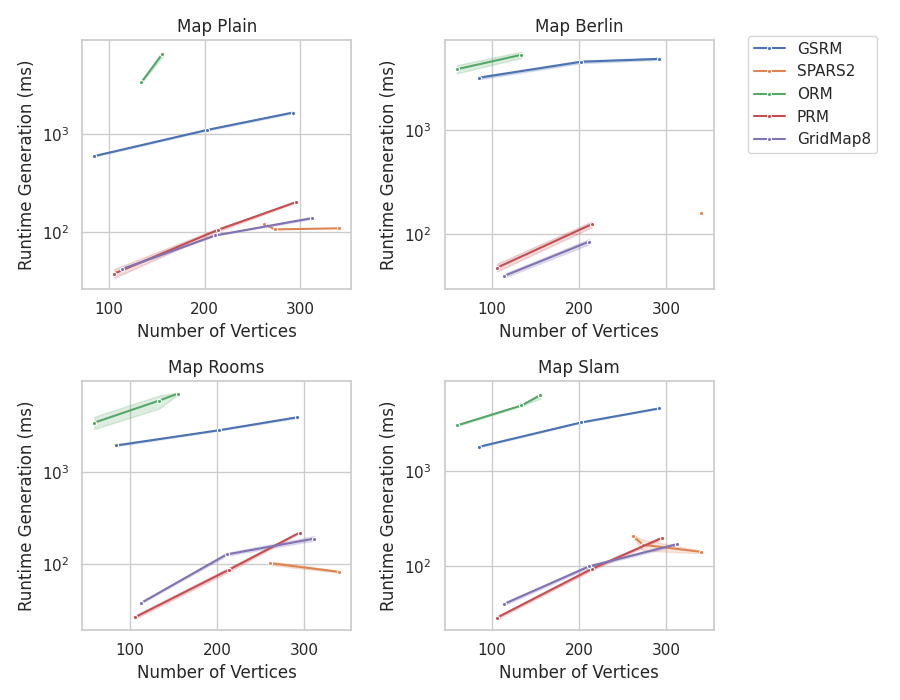 Map Plain
Runtime Generation (ms)
10³
10²
100 200 300
Number of Vertices
Map Berlin
Runtime Generation (ms)
10³
10²
100 200 300
Number of Vertices
GSRM
SPARS2
ORM
PRM
GridMap8
Map Rooms
Runtime Generation (ms)
10³
10²
100 200 300
Number of Vertices
Map Slam
Runtime Generation (ms)
10³
10²
100 200 300
Number of Vertices